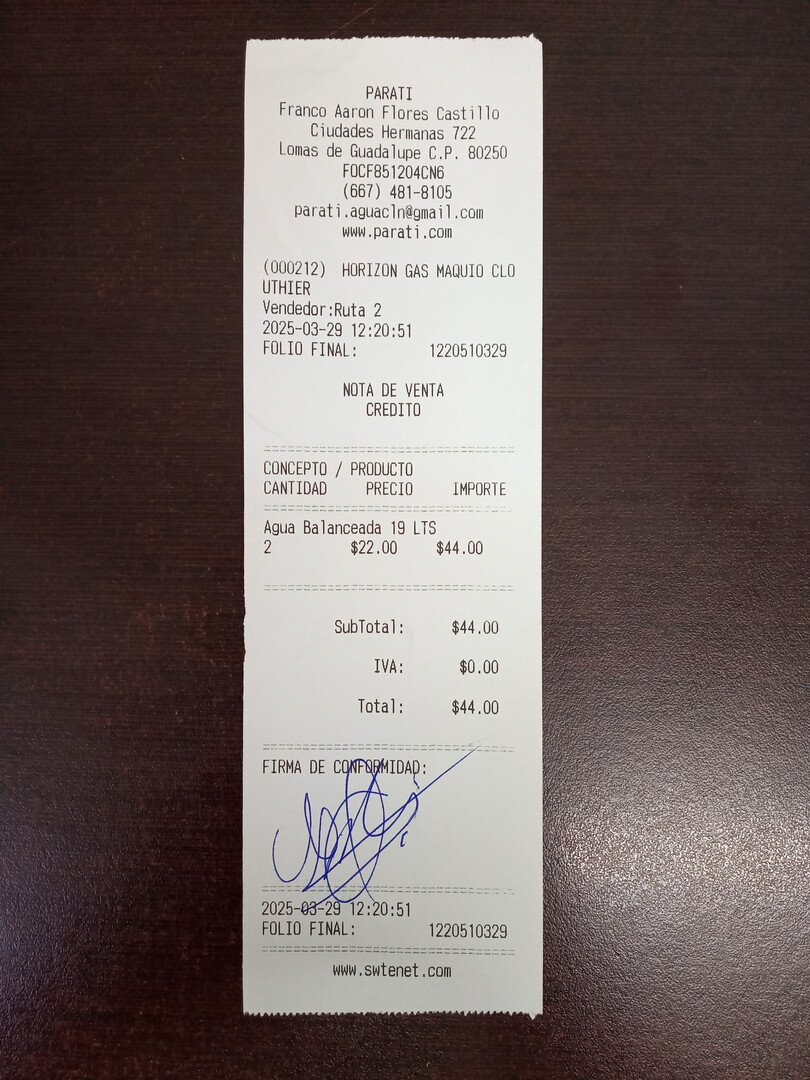 PARATI
Franco Aaron Flores Castillo
Ciudades Hermanas 722
Lomas de Guadalupe C.P. 80250
FOCF851204CN6
(667) 481-8105
parati.aguacln@gmail.com
www.parati.com
(000212) HORIZON GAS MAQUIO CLO
UTHIER
Vendedor:Ruta 2
2025-03-29 12:20:51
FOLIO FINAL: 1220510329
NOTA DE VENTA
CREDITO
CONCEPTO / PRODUCTO
CANTIDAD PRECIO IMPORTE
Agua Balanceada 19 LTS
2 $22.00 $44.00
SubTotal: $44.00
IVA: $0.00
Total: $44.00
FIRMA DE CONFORMIDAD:
2025-03-29 12:20:51
FOLIO FINAL: 1220510329
www.swtenet.com